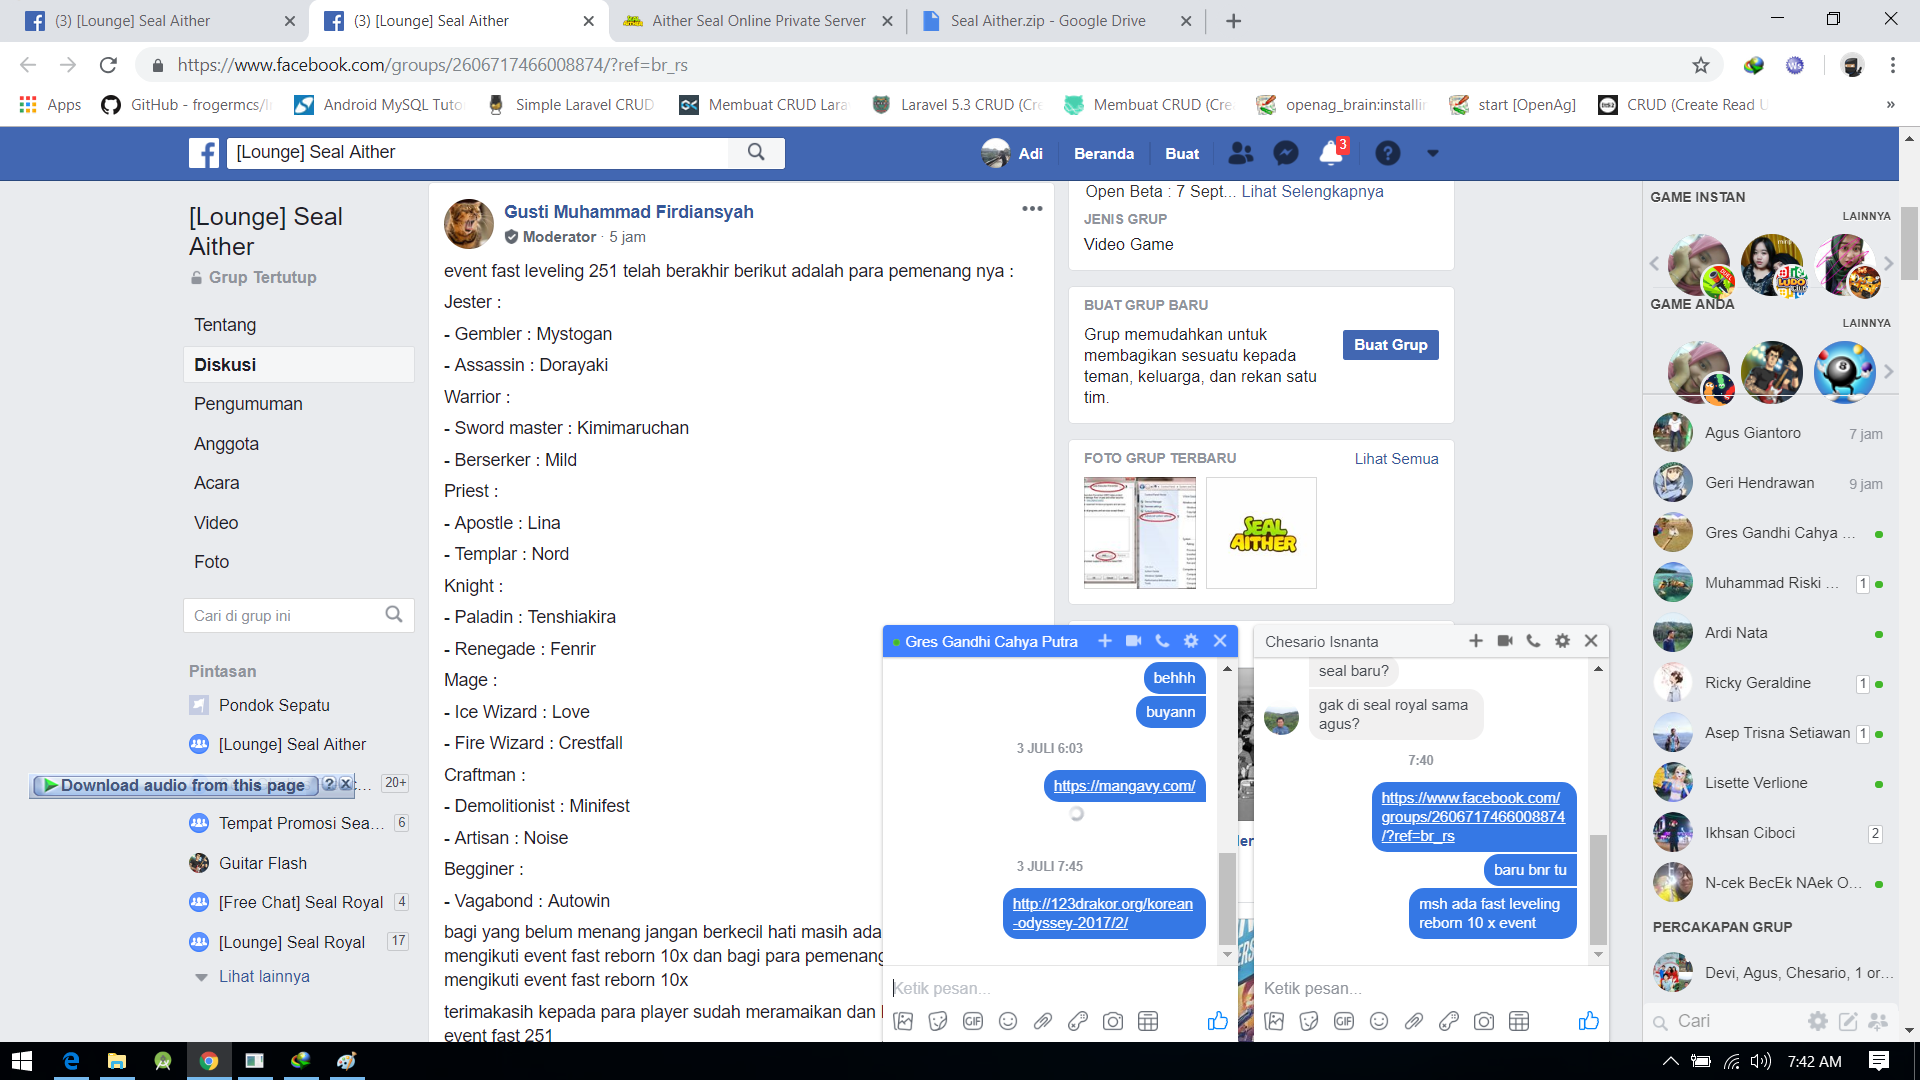 (3) [Lounge] Seal Aither
(3) [Lounge] Seal Aither
Aither Seal Online Private Server
Seal Aither.zip - Google Drive
https://www.facebook.com/groups/2606717466008874/?ref=br_rs
Apps
GitHub - frogermcs/
Android MySQL Tuto
Simple Laravel CRUD
Membuat CRUD Lara
Laravel 5.3 CRUD (Cre
Membuat CRUD (Cre
openag_brain:installin
start [OpenAg]
CRUD (Create Read U
»
[Lounge] Seal Aither
Adi
Beranda
Buat
3
[Lounge] Seal
Aither
Grup Tertutup
Tentang
Diskusi
Pengumuman
Anggota
Acara
Video
Foto
Cari di grup ini
Pintasan
Pondok Sepatu
[Lounge] Seal Aither
Download audio from this page
?
... 20+
Tempat Promosi Sea... 6
Guitar Flash
[Free Chat] Seal Royal 4
[Lounge] Seal Royal 17
Lihat lainnya
Gusti Muhammad Firdiansyah
Moderator · 5 jam
event fast leveling 251 telah berakhir berikut adalah para pemenang nya :
Jester :
- Gembler : Mystogan
- Assassin : Dorayaki
Warrior :
- Sword master : Kimimaruchan
- Berserker : Mild
Priest :
- Apostle : Lina
- Templar : Nord
Knight :
- Paladin : Tenshiakira
- Renegade : Fenrir
Mage :
- Ice Wizard : Love
- Fire Wizard : Crestfall
Craftman :
- Demolitionist : Minifest
- Artisan : Noise
Begginer :
- Vagabond : Autowin
bagi yang belum menang jangan berkecil hati masih ada
mengikuti event fast reborn 10x dan bagi para pemenang
mengikuti event fast reborn 10x
terimakasih kepada para player sudah meramaikan dan
event fast 251
Open Beta : 7 Sept... Lihat Selengkapnya
JENIS GRUP
Video Game
BUAT GRUP BARU
Grup memudahkan untuk
membagikan sesuatu kepada
teman, keluarga, dan rekan satu
tim.
Buat Grup
FOTO GRUP TERBARU
Lihat Semua
SEAL
AITHER
Gres Gandhi Cahya Putra
behhh
buyann
3 JULI 6:03
https://mangavy.com/
3 JULI 7:45
http://123drakor.org/korean
-odyssey-2017/2/
Ketik pesan...
GIF
Chesario Isnanta
seal baru?
gak di seal royal sama
agus?
7:40
https://www.facebook.com/
groups/2606717466008874
/?ref=br_rs
baru bnr tu
msh ada fast leveling
reborn 10 x event
Ketik pesan...
GIF
GAME INSTAN
LAINNYA
DUEL
LUDO
GAME ANDA
LAINNYA
8
Agus Giantoro 7 jam
Geri Hendrawan 9 jam
Gres Gandhi Cahya ...
Muhammad Riski ... 1
Ardi Nata
Ricky Geraldine 1
Asep Trisna Setiawan 1
Lisette Verlione
Ikhsan Ciboci 2
N-cek BecEk NAek O...
PERCAKAPAN GRUP
Devi, Agus, Chesario, 1 or...
Cari
7:42 AM